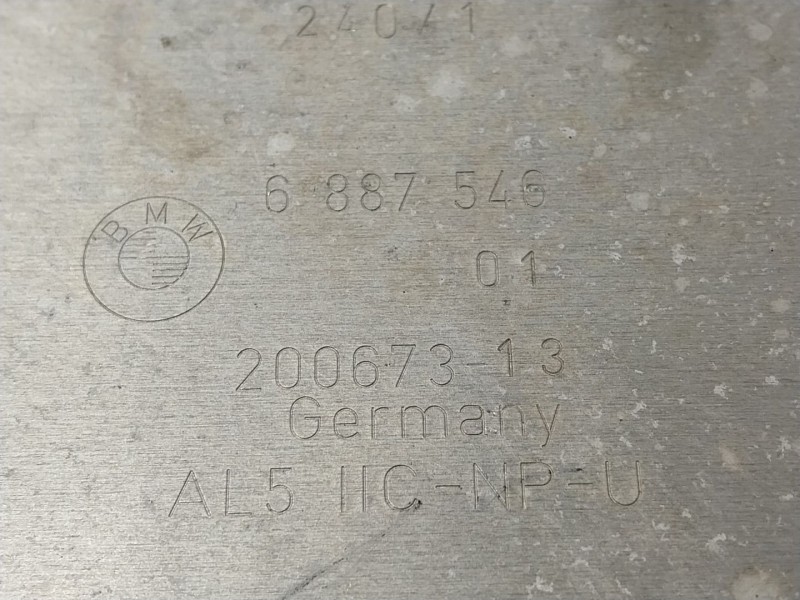 24041
6 887 546
BMW
01
200673-13
Germany
AL5 IIC-NP-U